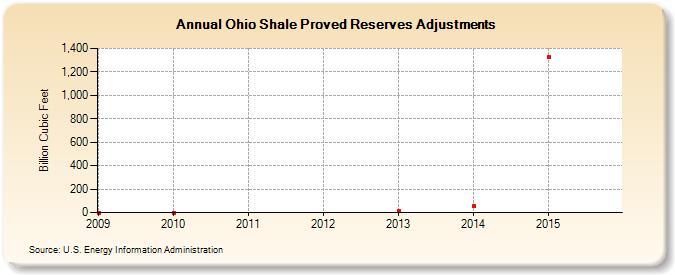 Annual Ohio Shale Proved Reserves Adjustments
Billion Cubic Feet
1,400
1,200
1,000
800
600
400
200
0
2009 2010 2011 2012 2013 2014 2015
Source: U.S. Energy Information Administration